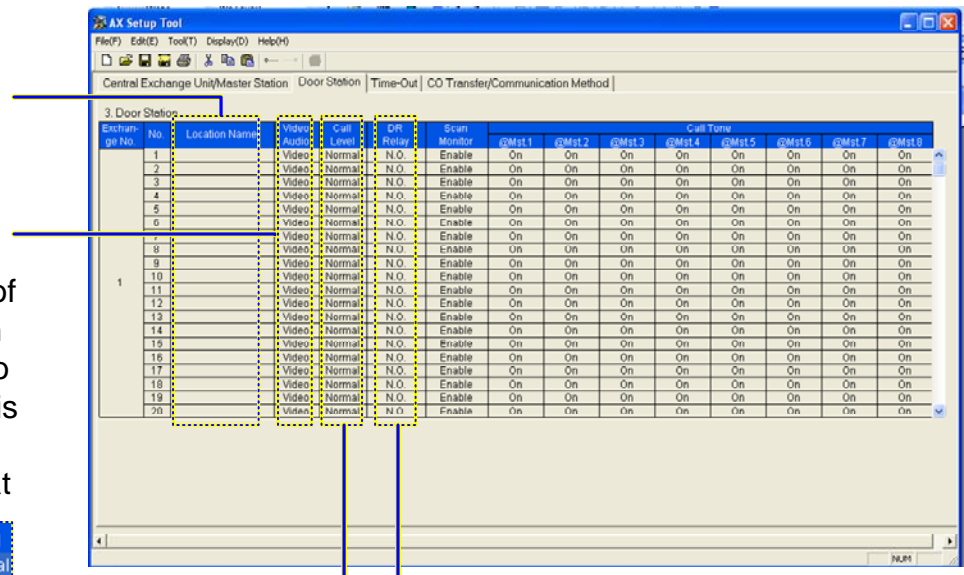 AX Setup Tool
File(F) Edit(E) Tool(T) Display(D) Help(H)
Central Exchange Unit/Master Station Door Station Time-Out CO Transfer/Communication Method
3. Door Station
Exchan-ge No. No. Location Name Video Audio Call Level DR Relay Scan Monitor Call Tone
@Mst.1 @Mst.2 @Mst.3 @Mst.4 @Mst.5 @Mst.6 @Mst.7 @Mst.8
1 Video Normal N.O. Enable On On On On On On On On
2 Video Normal N.O. Enable On On On On On On On On
3 Video Normal N.O. Enable On On On On On On On On
4 Video Normal N.O. Enable On On On On On On On On
5 Video Normal N.O. Enable On On On On On On On On
6 Video Normal N.O. Enable On On On On On On On On
7 Video Normal N.O. Enable On On On On On On On On
8 Video Normal N.O. Enable On On On On On On On On
9 Video Normal N.O. Enable On On On On On On On On
10 Video Normal N.O. Enable On On On On On On On On
1
11 Video Normal N.O. Enable On On On On On On On On
12 Video Normal N.O. Enable On On On On On On On On
13 Video Normal N.O. Enable On On On On On On On On
14 Video Normal N.O. Enable On On On On On On On On
15 Video Normal N.O. Enable On On On On On On On On
16 Video Normal N.O. Enable On On On On On On On On
17 Video Normal N.O. Enable On On On On On On On On
18 Video Normal N.O. Enable On On On On On On On On
19 Video Normal N.O. Enable On On On On On On On On
20 Video Normal N.O. Enable On On On On On On On On
of
is
NUM